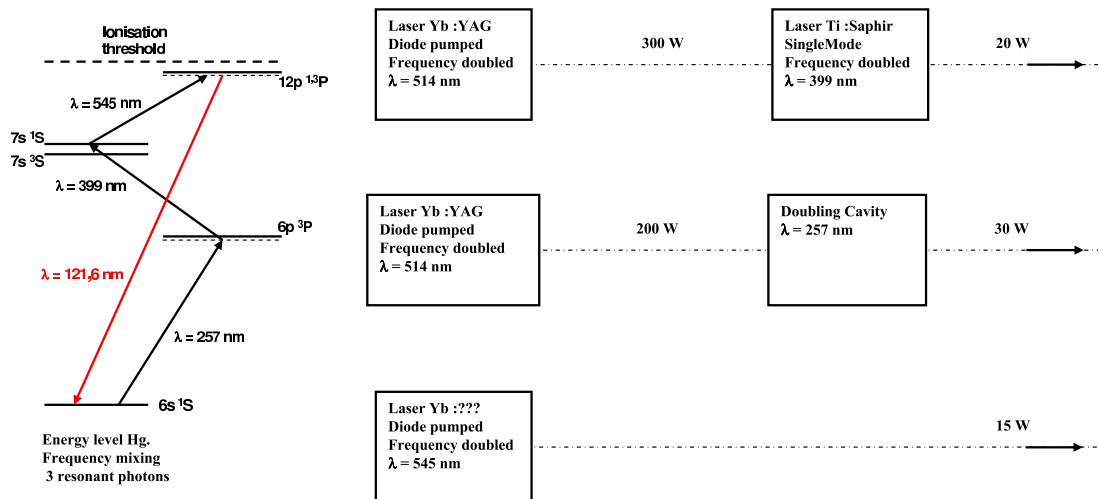 Ionisation
threshold
12p 1,3P
λ = 545 nm
7s 1S
7s 3S
λ = 399 nm
6p 3P
λ = 121,6 nm
λ = 257 nm
6s 1S
Energy level Hg.
Frequency mixing
3 resonant photons
Laser Yb :YAG
Diode pumped
Frequency doubled
λ = 514 nm
300 W
Laser Ti :Saphir
SingleMode
Frequency doubled
λ = 399 nm
20 W
Laser Yb :YAG
Diode pumped
Frequency doubled
λ = 514 nm
200 W
Doubling Cavity
λ = 257 nm
30 W
Laser Yb :???
Diode pumped
Frequency doubled
λ = 545 nm
15 W